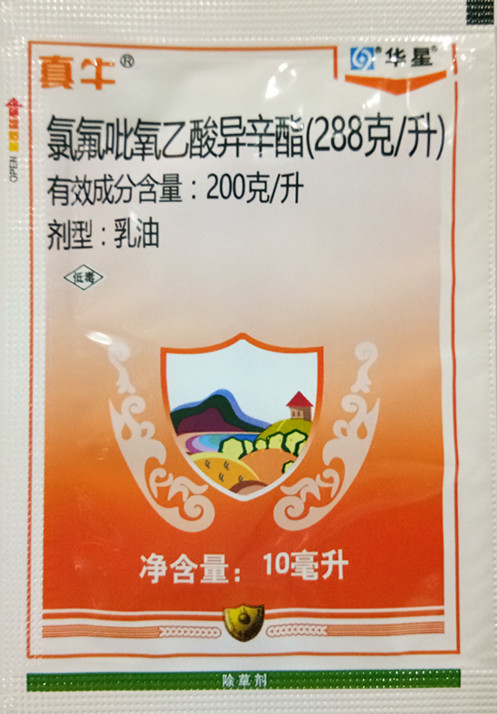 真牛®
华星®
OPEN
氯氟吡氧乙酸异辛酯(288克/升)
有效成分含量：200克/升
剂型：乳油
低毒
净含量：10毫升
除草剂